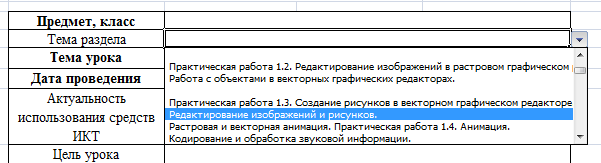 Предмет, класс
Тема раздела
Тема урока
Практическая работа 1.2. Редактирование изображений в растровом графическом
Дата проведения
Работа с объектами в векторных графических редакторах.
Актуальность
использования средств
ИКТ
Практическая работа 1.3. Создание рисунков в векторном графическом редакторе
Редактирование изображений и рисунков.
Растровая и векторная анимация. Практическая работа 1.4. Анимация.
Кодирование и обработка звуковой информации.
Цель урока